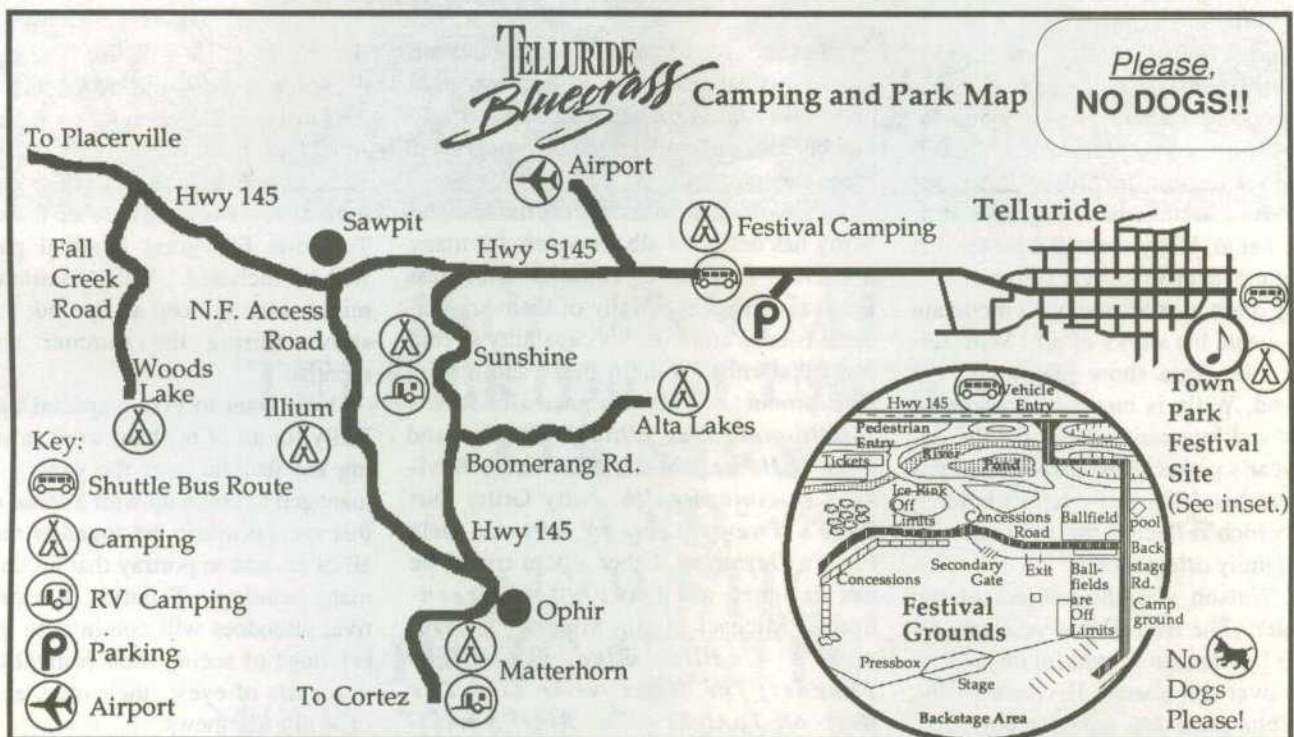 TELLURIDE
Bluegrass Camping and Park Map
Please,
NO DOGS!!
To Placerville
Hwy 145
Sawpit
Airport
Hwy S145
Festival Camping
Telluride
Fall
Creek
Road
N.F. Access
Road
Woods
Lake
Illium
Sunshine
Alta Lakes
Boomerang Rd.
P
Hwy 145
Ophir
Matterhorn
To Cortez
Key:
Shuttle Bus Route
Camping
RV Camping
P Parking
Airport
Town
Park
Festival
Site
(See inset.)
Hwy 145
Vehicle
Entry
Pedestrian
Entry
Tickets
River
Pond
Ice Rink
Off
Limits
Concessions
Road
Ballfield
pool
Back
stage
Rd.
Concessions
Secondary
Gate
Exit
Ball-
fields
are
Off
Limits
Camp
ground
Festival
Grounds
Pressbox
Stage
Backstage Area
No
Dogs
Please!